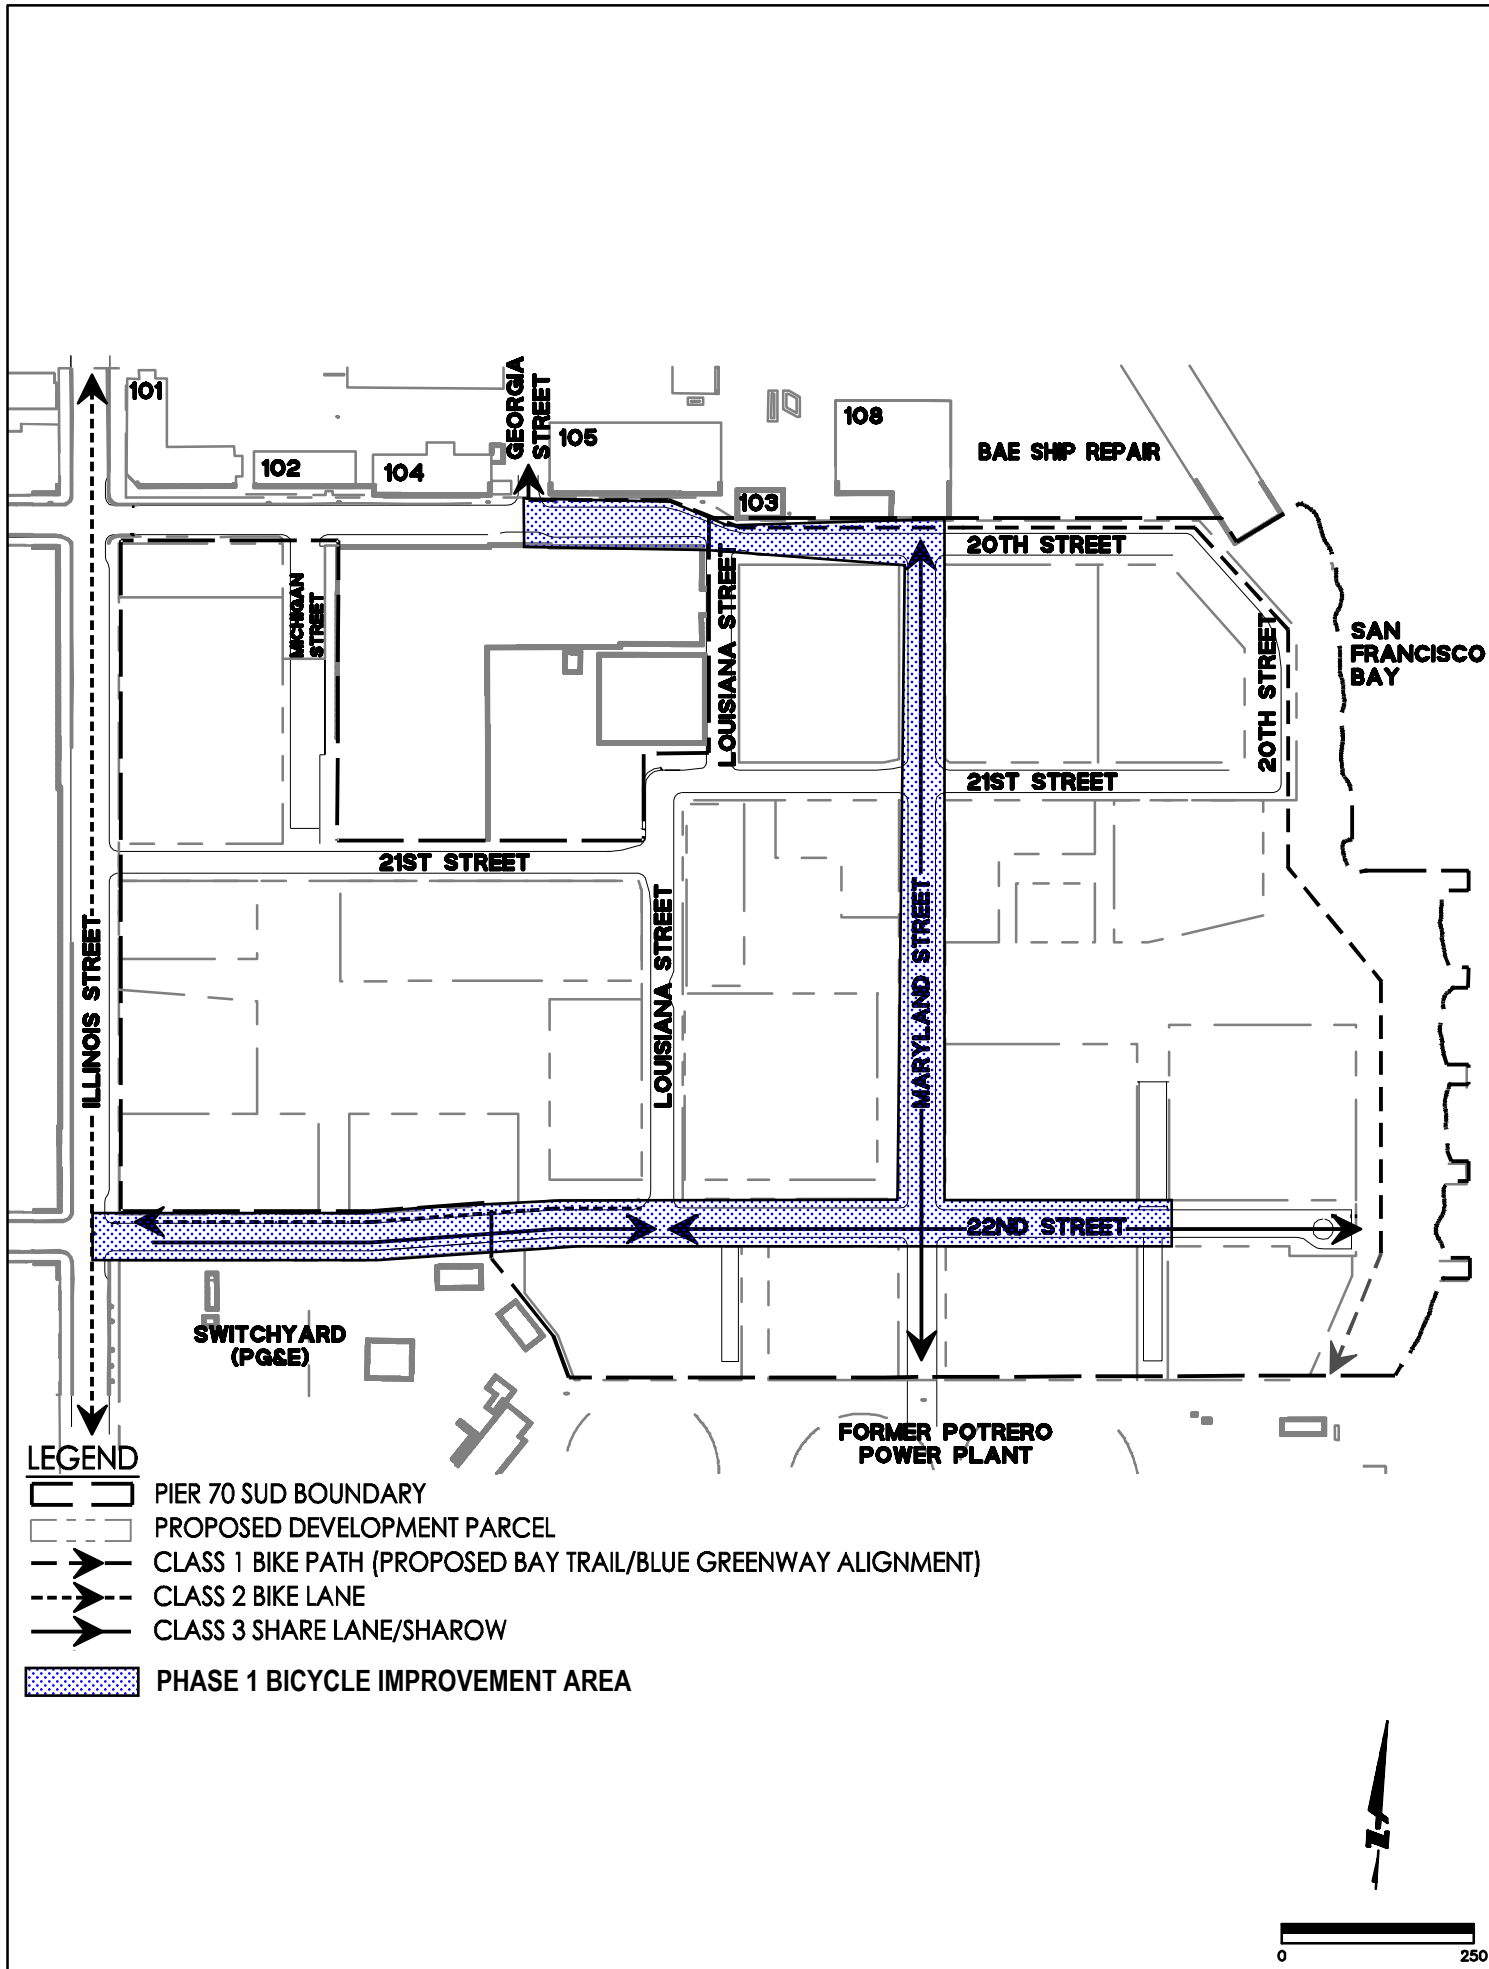 101
102
104
GEORGIA
STREET
105
108
103
BAE SHIP REPAIR
20TH STREET
MICHIGAN
STREET
LOUISIANA STREET
20TH STREET
SAN
FRANCISCO
BAY
21ST STREET
21ST STREET
ILLINOIS STREET
LOUISIANA STREET
MARYLAND STREET
22ND STREET
SWITCHYARD
(PG&E)
FORMER POTRERO
POWER PLANT
LEGEND
PIER 70 SUD BOUNDARY
PROPOSED DEVELOPMENT PARCEL
CLASS 1 BIKE PATH (PROPOSED BAY TRAIL/BLUE GREENWAY ALIGNMENT)
CLASS 2 BIKE LANE
CLASS 3 SHARE LANE/SHAROW
PHASE 1 BICYCLE IMPROVEMENT AREA
Z
0 250